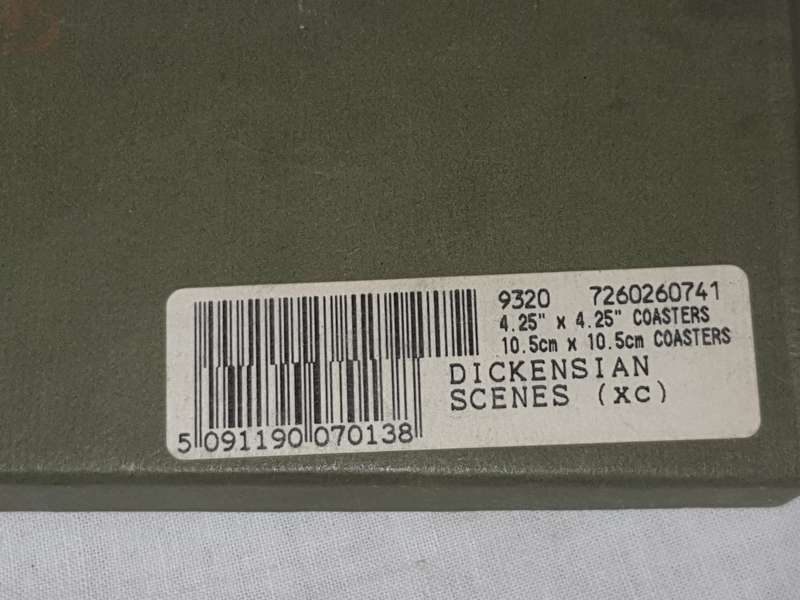 9320 7260260741
4.25" x 4.25" COASTERS
10.5cm x 10.5cm COASTERS
DICKENSIAN
SCENES (xc)
5 091190 070138